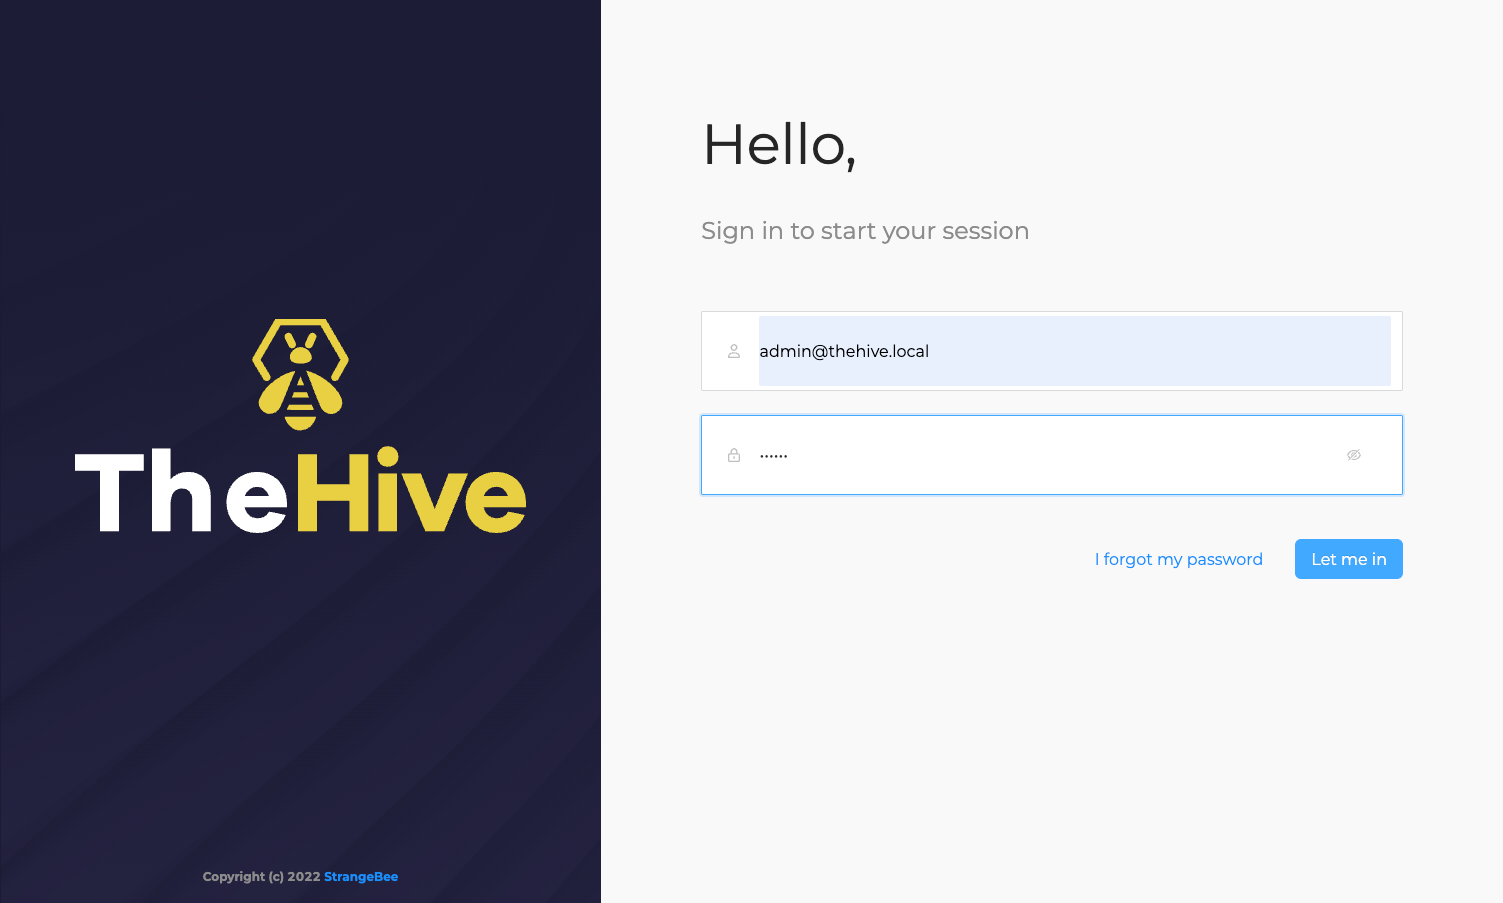 TheHive
Copyright (c) 2022 StrangeBee
Hello,
Sign in to start your session
admin@thehive.local
••••••
I forgot my password
Let me in